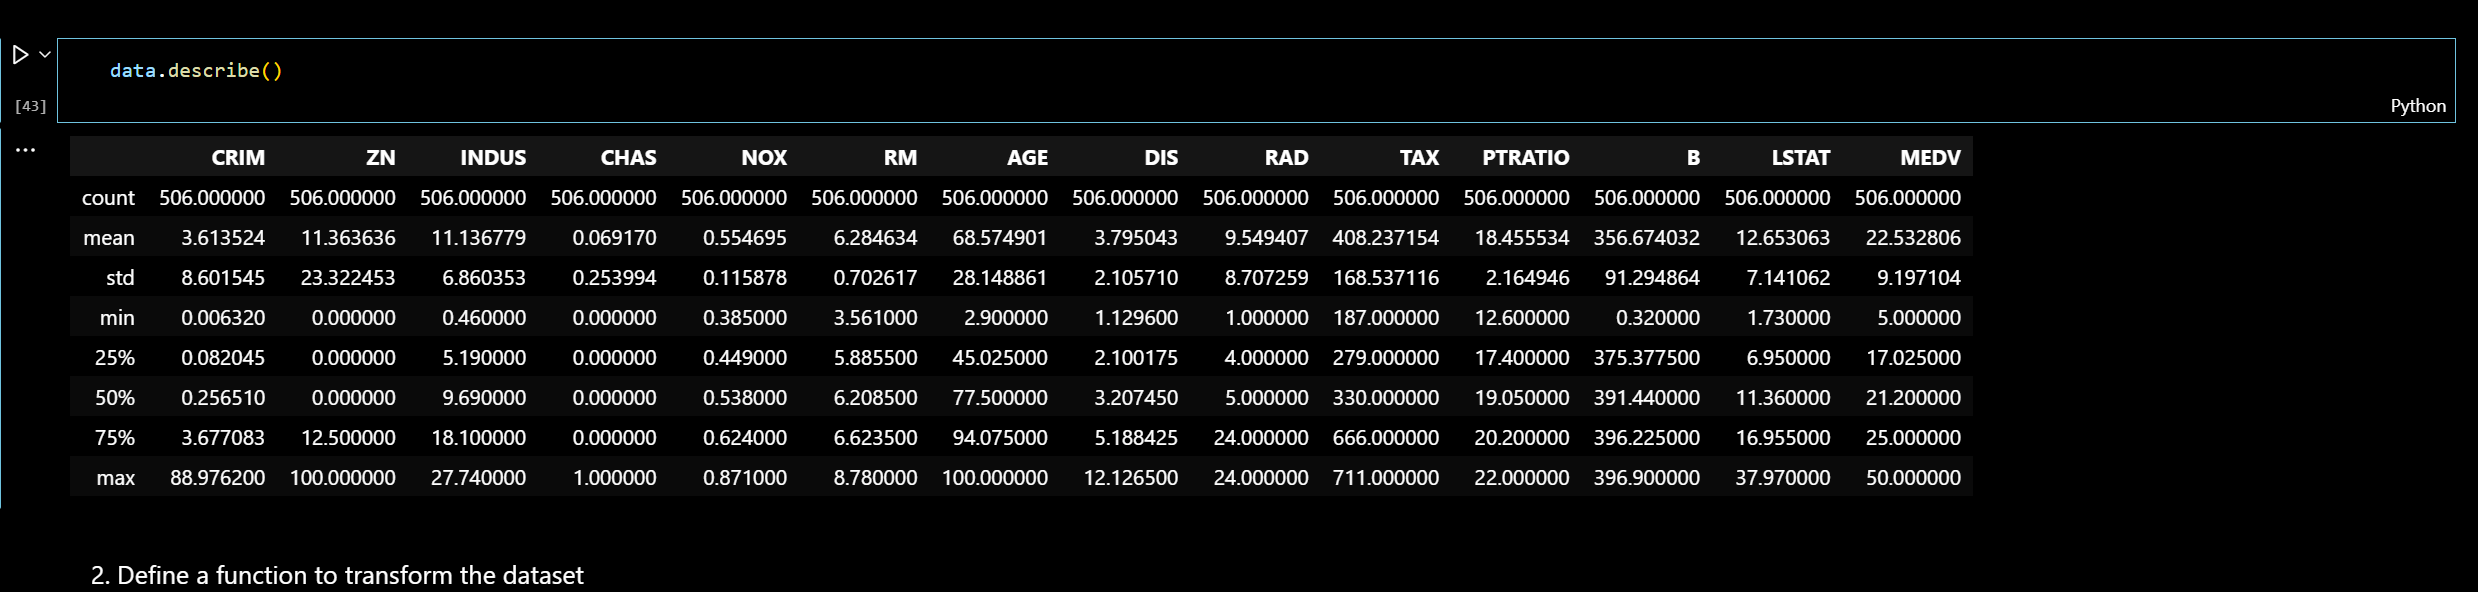 data.describe()
[43]
Python
CRIM ZN INDUS CHAS NOX RM AGE DIS RAD TAX PTRATIO B LSTAT MEDV
count 506.000000 506.000000 506.000000 506.000000 506.000000 506.000000 506.000000 506.000000 506.000000 506.000000 506.000000 506.000000 506.000000 506.000000
mean 3.613524 11.363636 11.136779 0.069170 0.554695 6.284634 68.574901 3.795043 9.549407 408.237154 18.455534 356.674032 12.653063 22.532806
std 8.601545 23.322453 6.860353 0.253994 0.115878 0.702617 28.148861 2.105710 8.707259 168.537116 2.164946 91.294864 7.141062 9.197104
min 0.006320 0.000000 0.460000 0.000000 0.385000 3.561000 2.900000 1.129600 1.000000 187.000000 12.600000 0.320000 1.730000 5.000000
25% 0.082045 0.000000 5.190000 0.000000 0.449000 5.885500 45.025000 2.100175 4.000000 279.000000 17.400000 375.377500 6.950000 17.025000
50% 0.256510 0.000000 9.690000 0.000000 0.538000 6.208500 77.500000 3.207450 5.000000 330.000000 19.050000 391.440000 11.360000 21.200000
75% 3.677083 12.500000 18.100000 0.000000 0.624000 6.623500 94.075000 5.188425 24.000000 666.000000 20.200000 396.225000 16.955000 25.000000
max 88.976200 100.000000 27.740000 1.000000 0.871000 8.780000 100.000000 12.126500 24.000000 711.000000 22.000000 396.900000 37.970000 50.000000
2. Define a function to transform the dataset